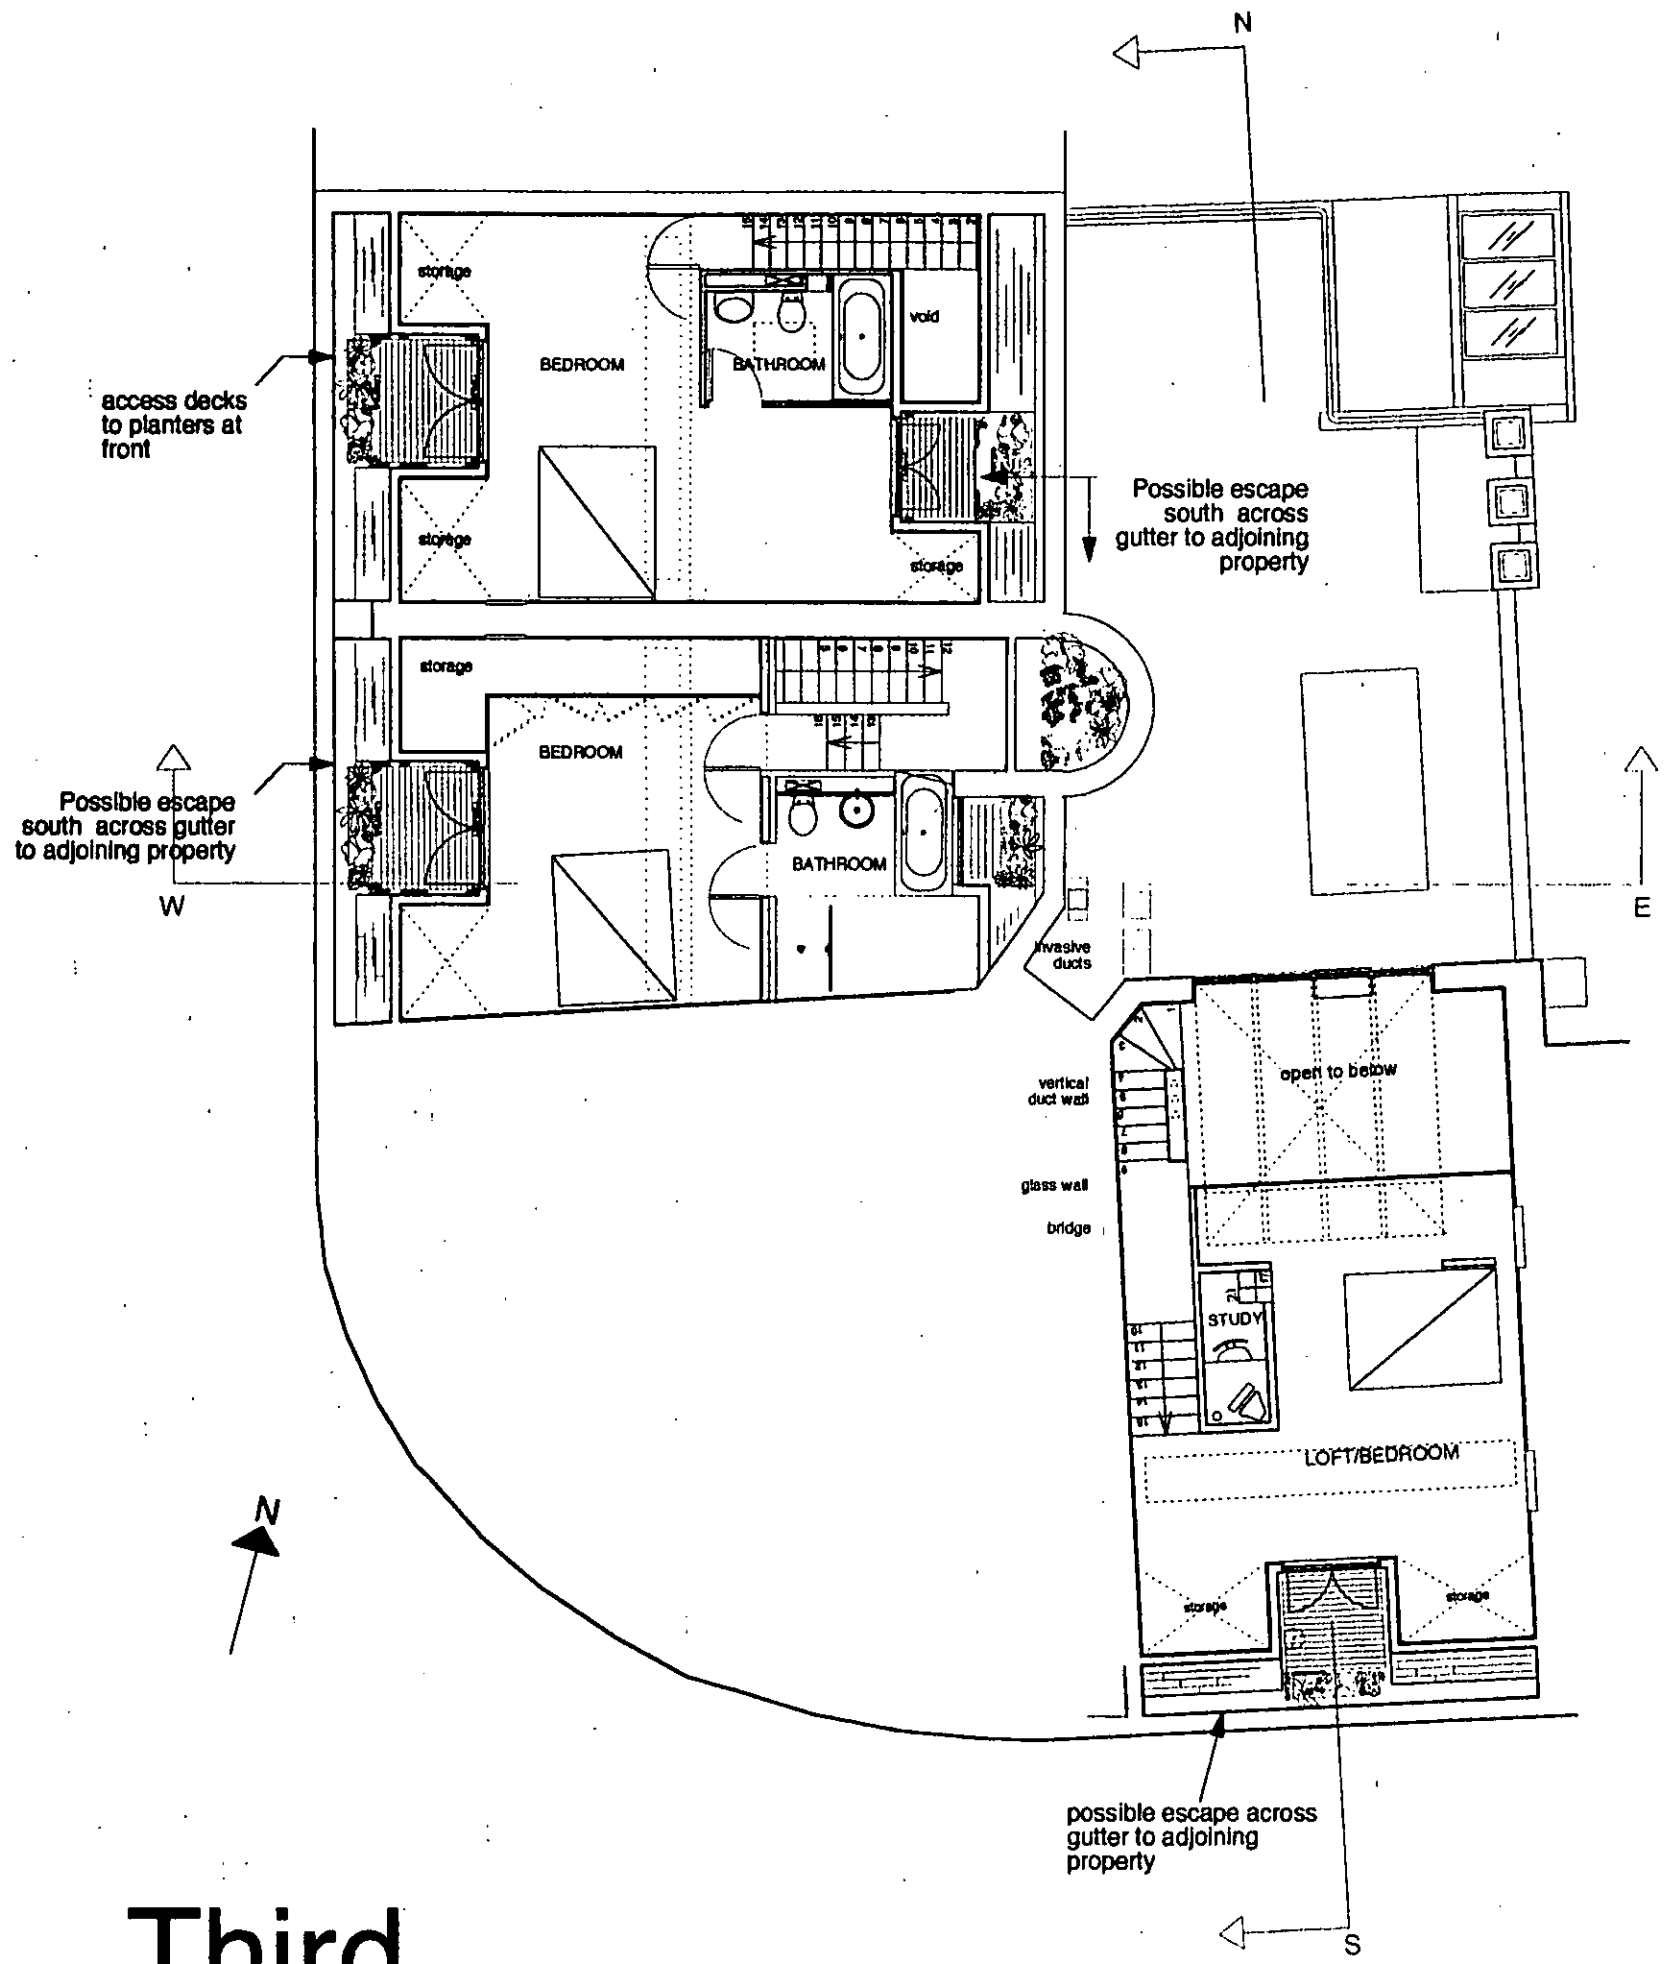 N
storage
void
BEDROOM
BATHROOM
access decks
to planters at
front
Possible escape
south across
gutter to adjoining
property
storage
storage
storage
BEDROOM
Possible escape
south across gutter
to adjoining property
BATHROOM
W
E
invasive
ducts
open to below
vertical
duct wall
glass wall
bridge
STUDY
LOFT/BEDROOM
N
storage
storage
possible escape across
gutter to adjoining
property
Third
S